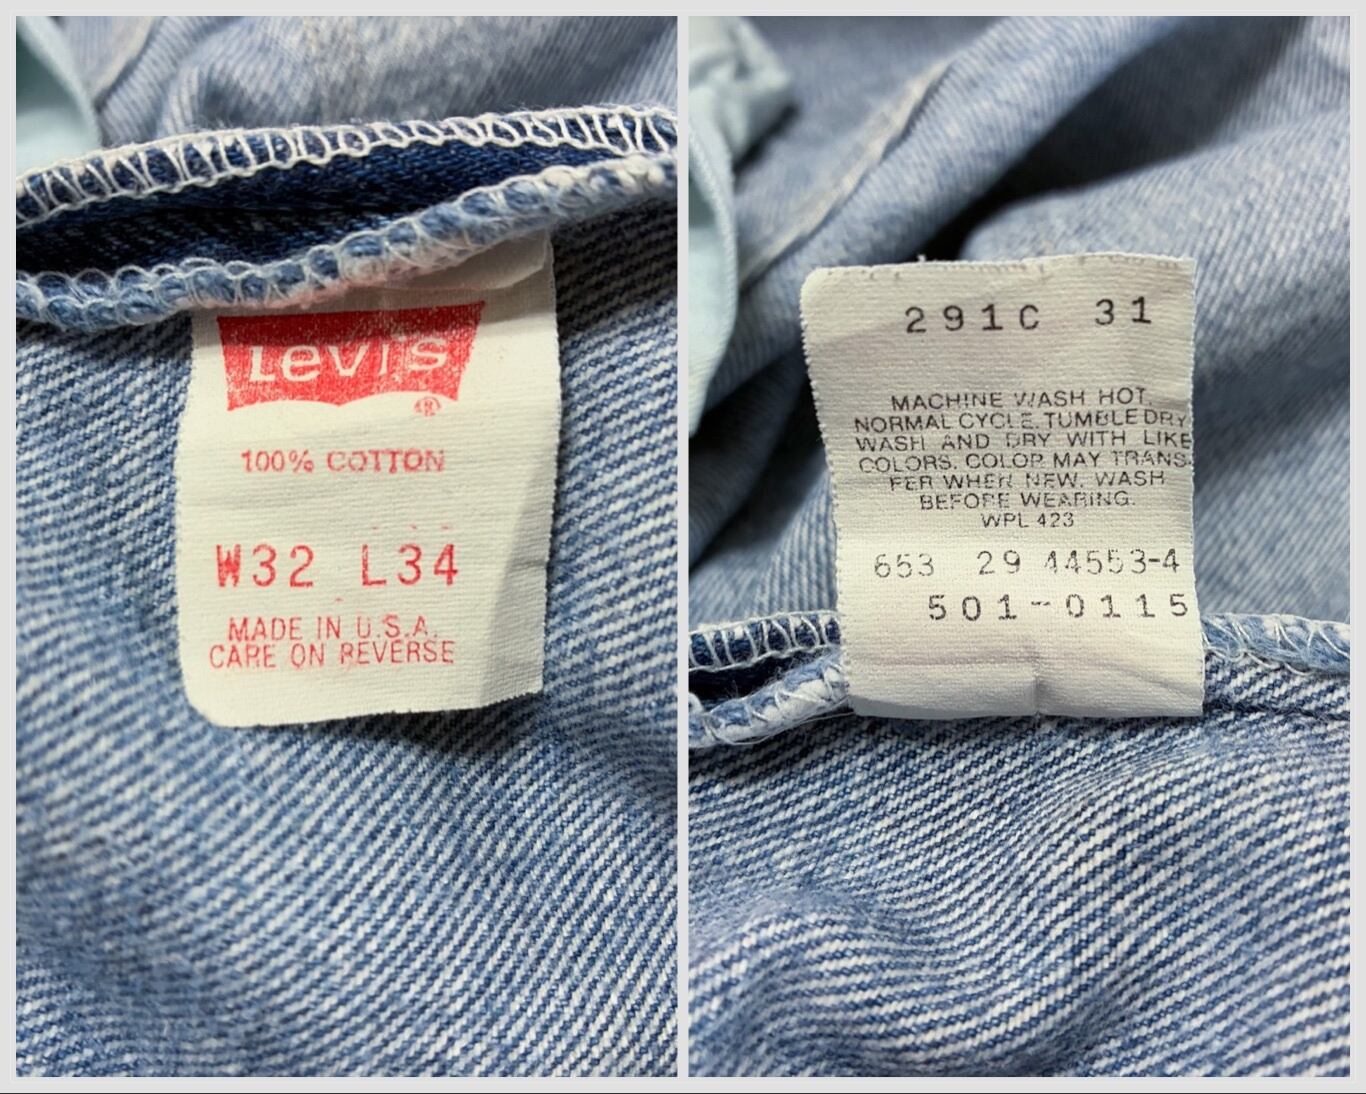 Levi's
®
100% COTTON
W32 L34
MADE IN U.S.A.
CARE ON REVERSE
291C 31
MACHINE WASH HOT,
NORMAL CYCLE. TUMBLE DRY
WASH AND DRY WITH LIKE
COLORS. COLOR MAY TRANS-
FER WHEN NEW. WASH
BEFORE WEARING.
WPL 423
653 29 44553-4
501-0115